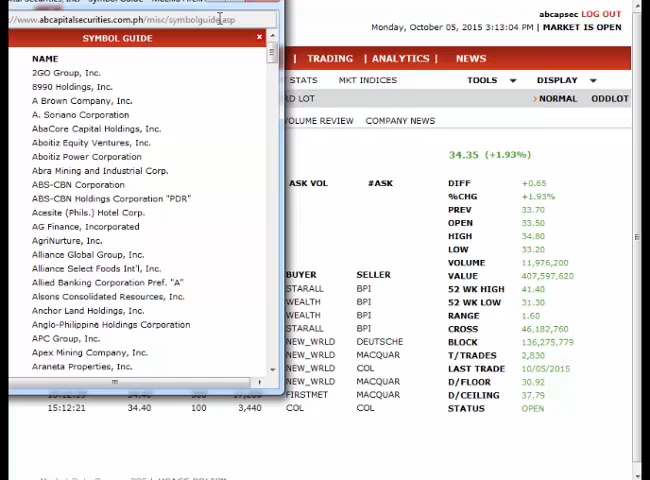 //www.abcapitalsecurities.com.ph/misc/symbolguide.asp
SYMBOL GUIDE
NAME
2GO Group, Inc.
8990 Holdings, Inc.
A Brown Company, Inc.
A. Soriano Corporation
AbaCore Capital Holdings, Inc.
Aboitiz Equity Ventures, Inc.
Aboitiz Power Corporation
Abra Mining and Industrial Corp.
ABS-CBN Corporation
ABS-CBN Holdings Corporation "PDR"
Acesite (Phils.) Hotel Corp.
AG Finance, Incorporated
AgriNurture, Inc.
Alliance Global Group, Inc.
Alliance Select Foods Int'l, Inc.
Allied Banking Corporation Pref. "A"
Alsons Consolidated Resources, Inc.
Anchor Land Holdings, Inc.
Anglo-Philippine Holdings Corporation
APC Group, Inc.
Apex Mining Company, Inc.
Araneta Properties, Inc.
abcapsec LOG OUT
Monday, October 05, 2015 3:13:04 PM | MARKET IS OPEN
| TRADING | ANALYTICS | NEWS
STATS MKT INDICES TOOLS DISPLAY
RD LOT NORMAL ODDLOT
VOLUME REVIEW COMPANY NEWS
34.35 (+1.93%)
ASK VOL #ASK
DIFF +0.65
%CHG +1.93%
PREV 33.70
OPEN 33.50
HIGH 34.80
LOW 33.20
VOLUME 11,976,200
VALUE 407,597,620
52 WK HIGH 41.40
52 WK LOW 31.30
RANGE 1.60
CROSS 46,182,760
BLOCK 136,275,779
T/TRADES 2,830
LAST TRADE 10/05/2015
D/FLOOR 30.92
D/CEILING 37.79
STATUS OPEN
BUYER SELLER
STARALL BPI
WEALTH BPI
WEALTH BPI
STARALL BPI
NEW_WRLD DEUTSCHE
NEW_WRLD MACQUAR
NEW_WRLD COL
NEW_WRLD MACQUAR
FIRSTMET MACQUAR
15:12:21 34.40 100 3,440 COL COL